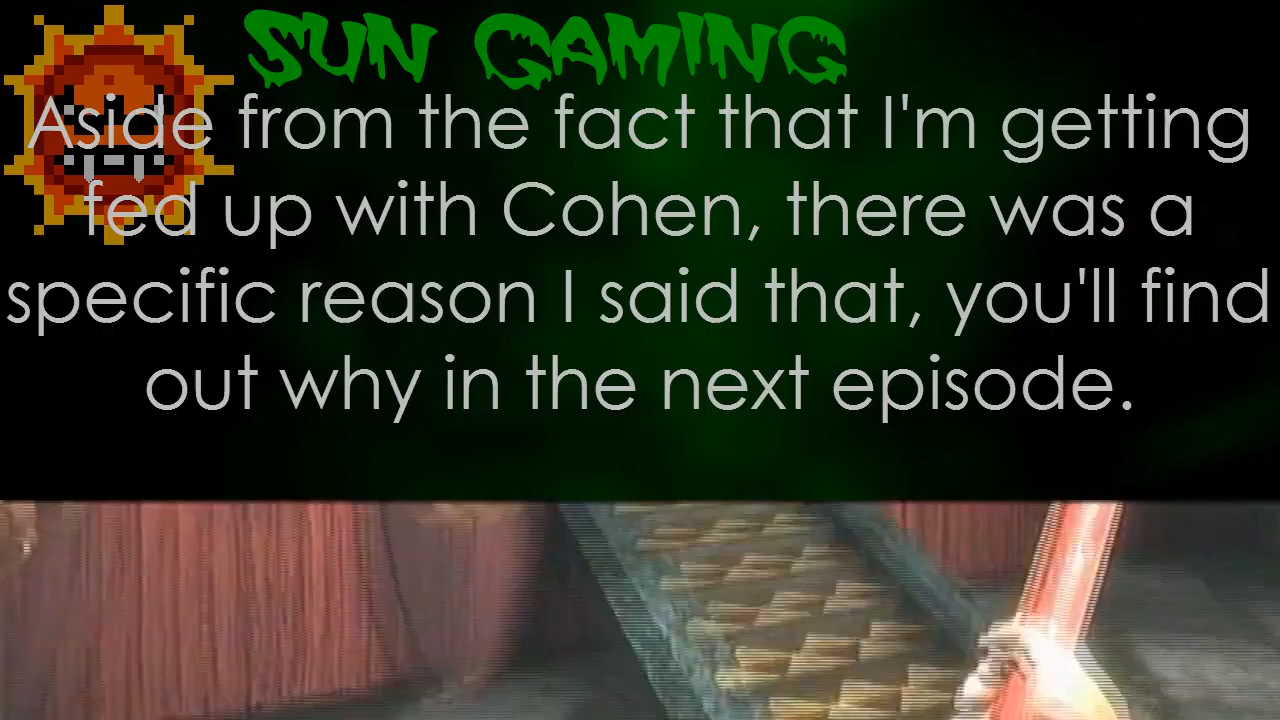 SUN GAMING
Aside from the fact that I'm getting
fed up with Cohen, there was a
specific reason I said that, you'll find
out why in the next episode.